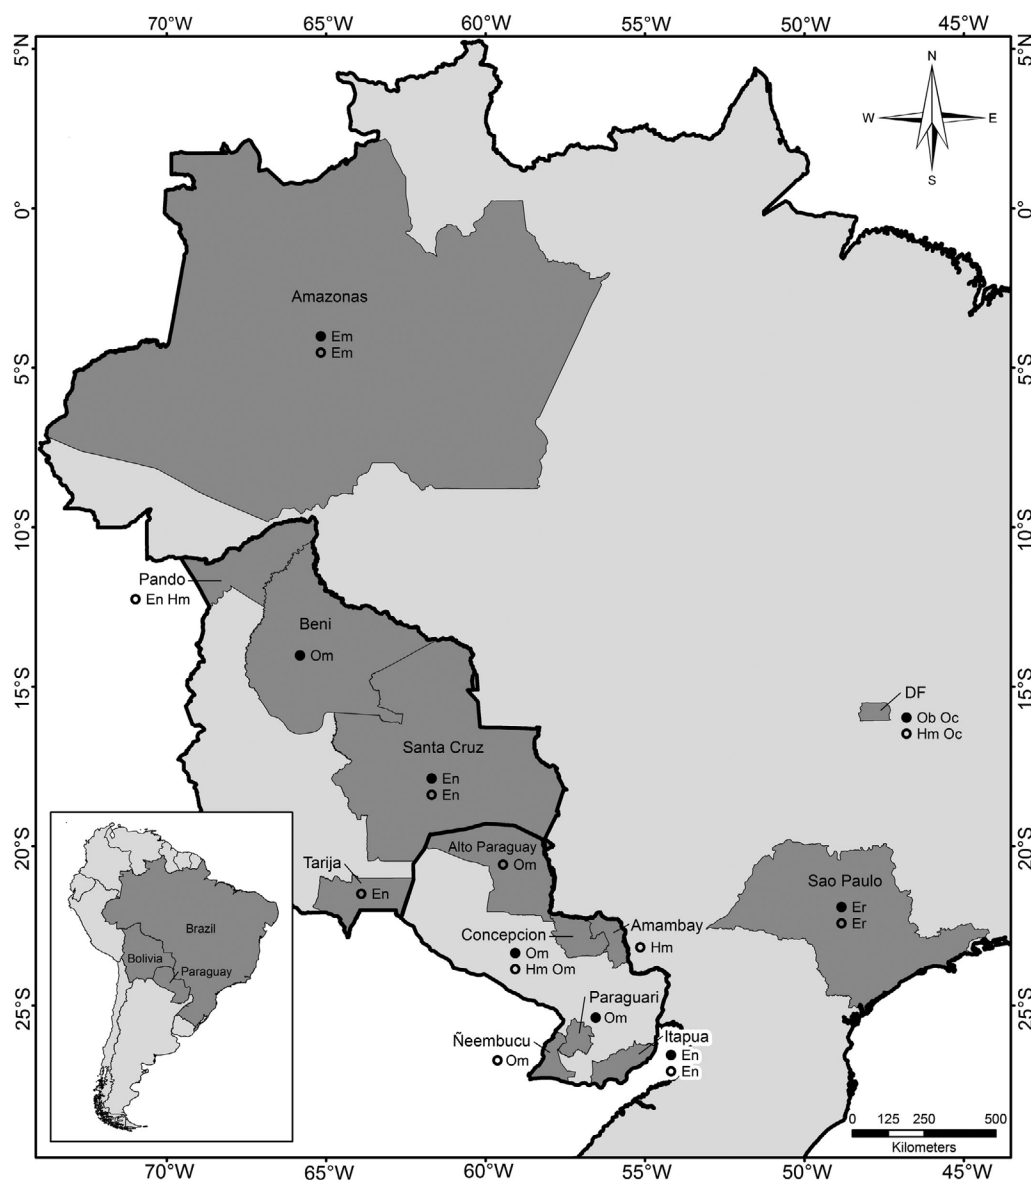 70°W 65°W 60°W 55°W 50°W 45°W
5°N 5°N
N
W E
S
0° 0°
Amazonas
Em
Em
5°S 5°S
10°S 10°S
Pando
En Hm
Beni
Om
15°S 15°S
DF
Ob Oc
Hm Oc
Santa Cruz
En
En
20°S 20°S
Alto Paraguay
Om
Tarija
En
Sao Paulo
Er
Er
Concepcion
Om
Hm Om
Amambay
Hm
Brazil
Bolivia
Paraguay
25°S 25°S
Paraguari
Om
Ñeembucu
Om
Itapua
En
En
0 125 250 500
Kilometers
70°W 65°W 60°W 55°W 50°W 45°W